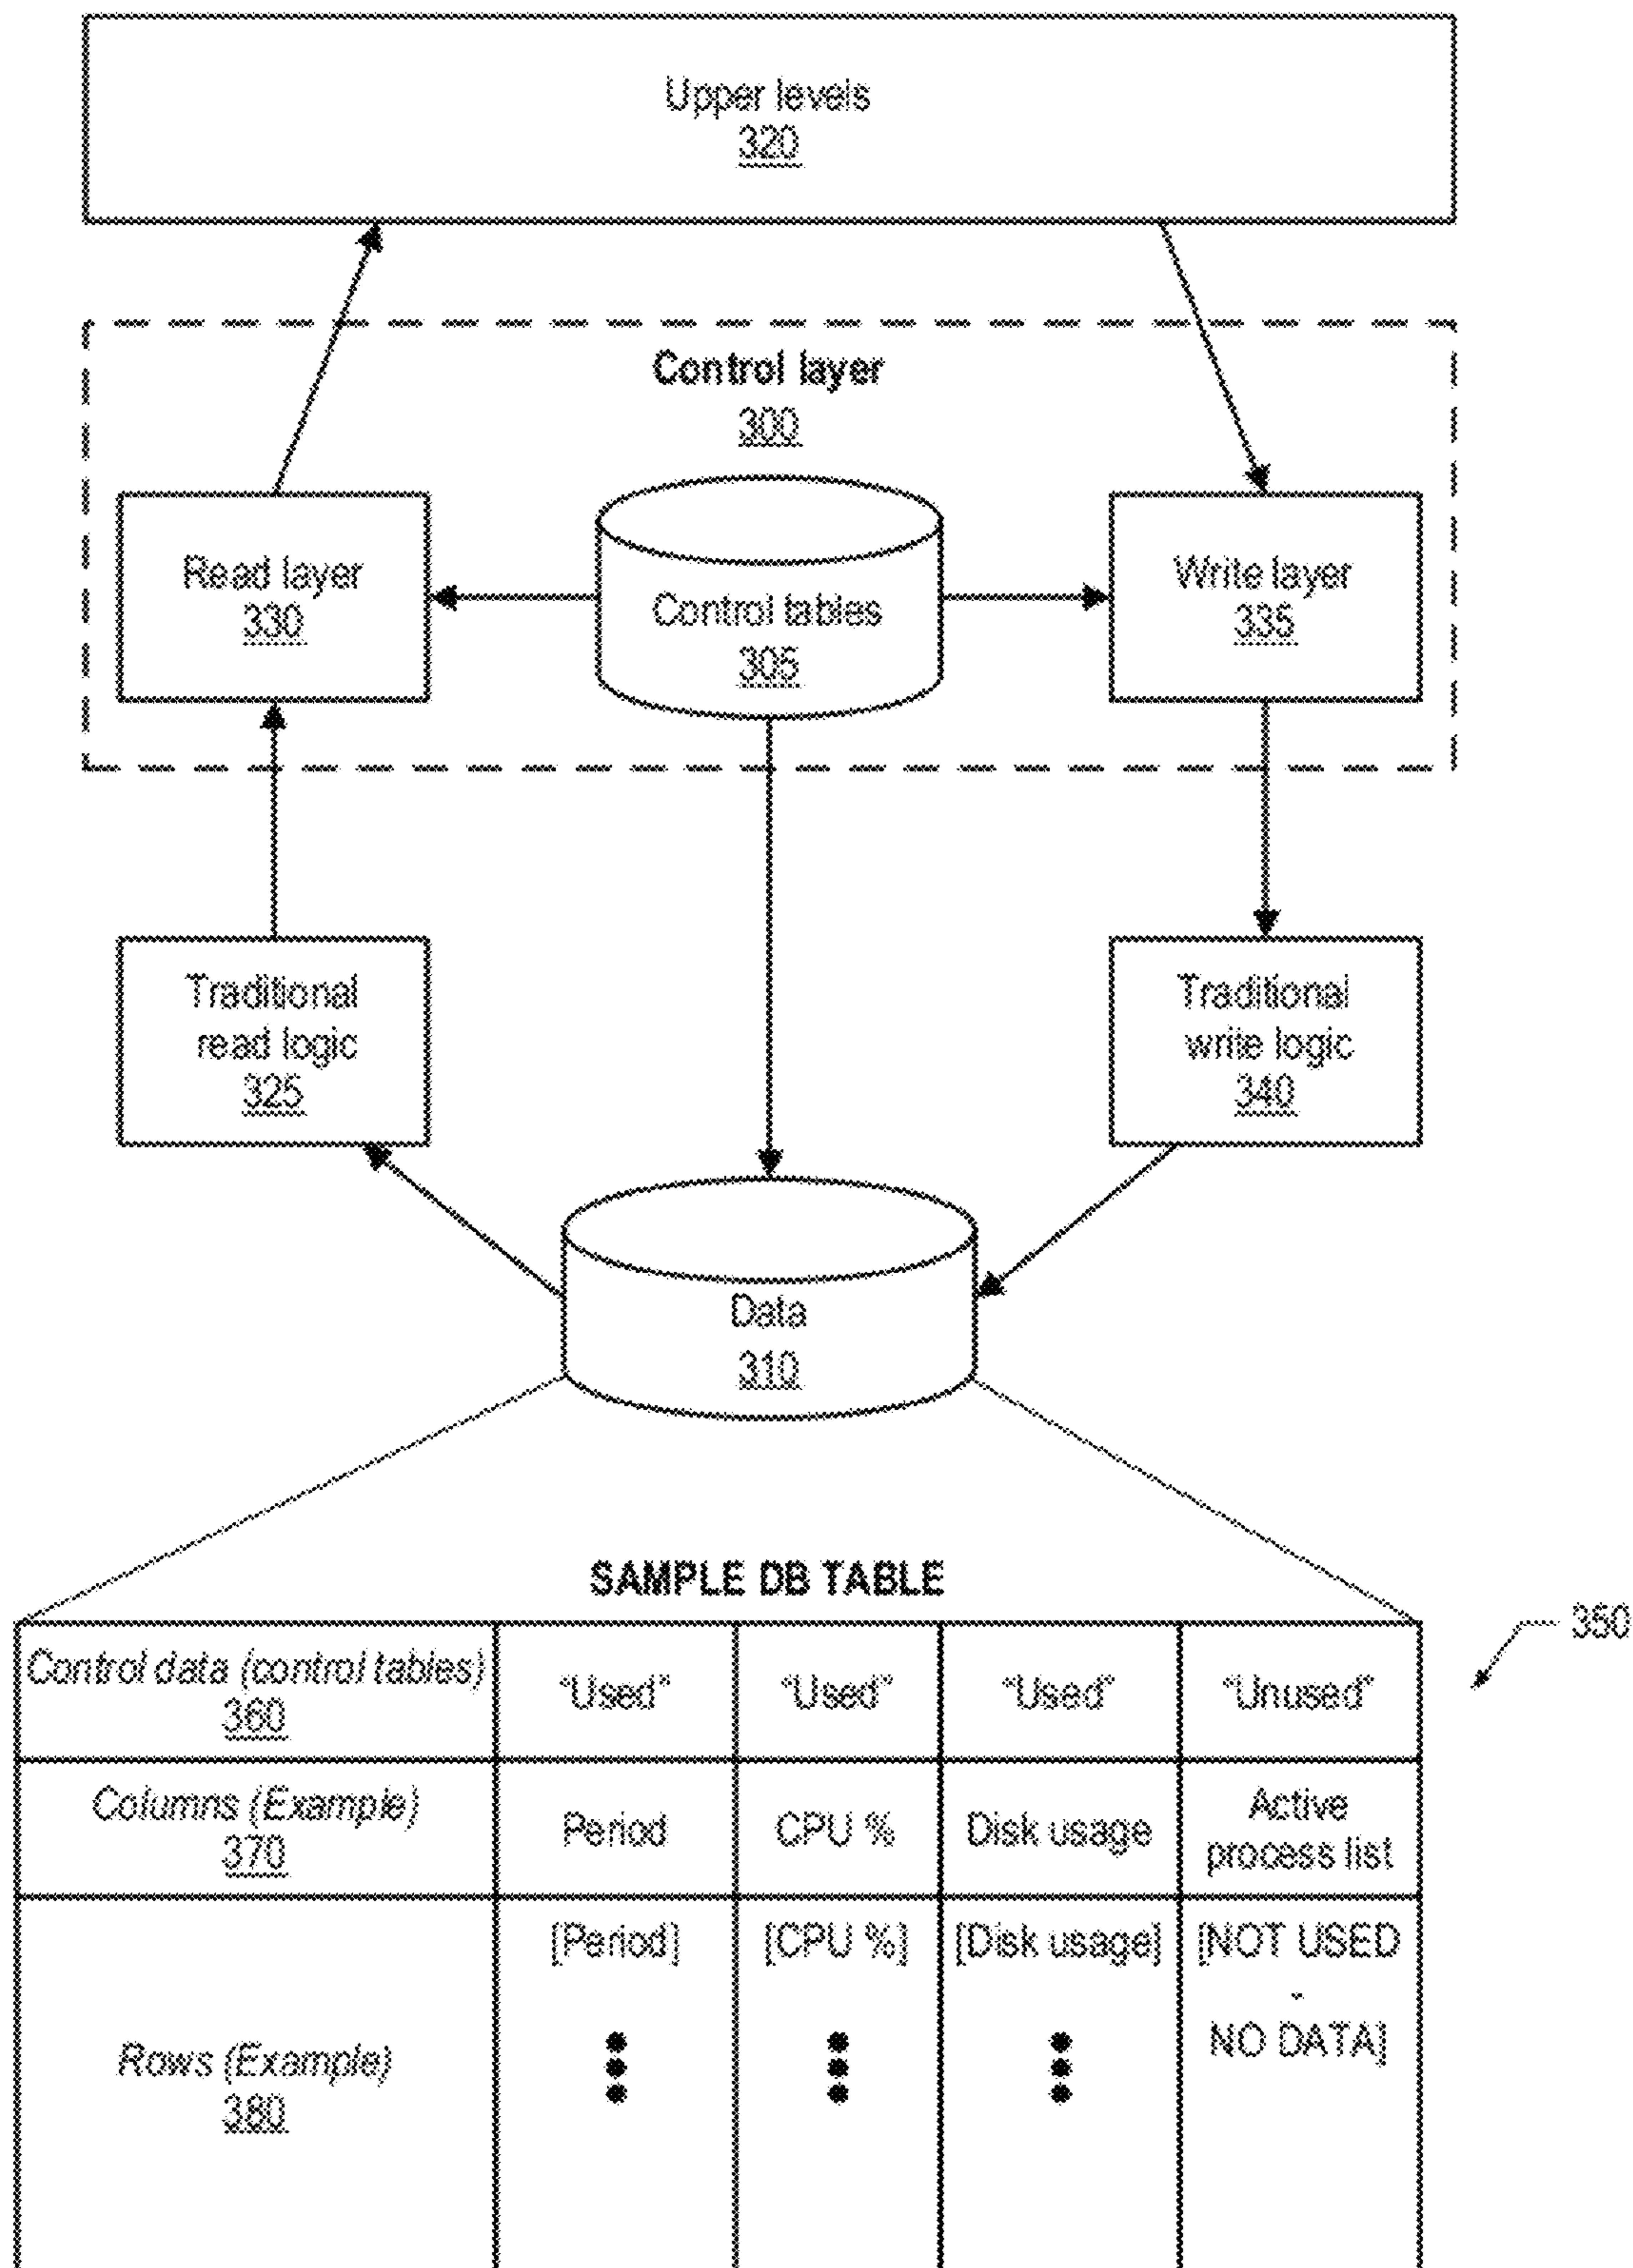 Upper levels
320
Control layer
300
Read layer
330
Control tables
305
Write layer
335
Traditional
read logic
325
Traditional
write logic
340
Data
310
SAMPLE DB TABLE
350
Control data (control tables)
360
“Used”
“Used”
“Used”
“Unused”
Columns (Example)
370
Period
CPU %
Disk usage
Active
process list
Rows (Example)
380
[Period]
[CPU %]
[Disk usage]
[NOT USED
-
NO DATA]